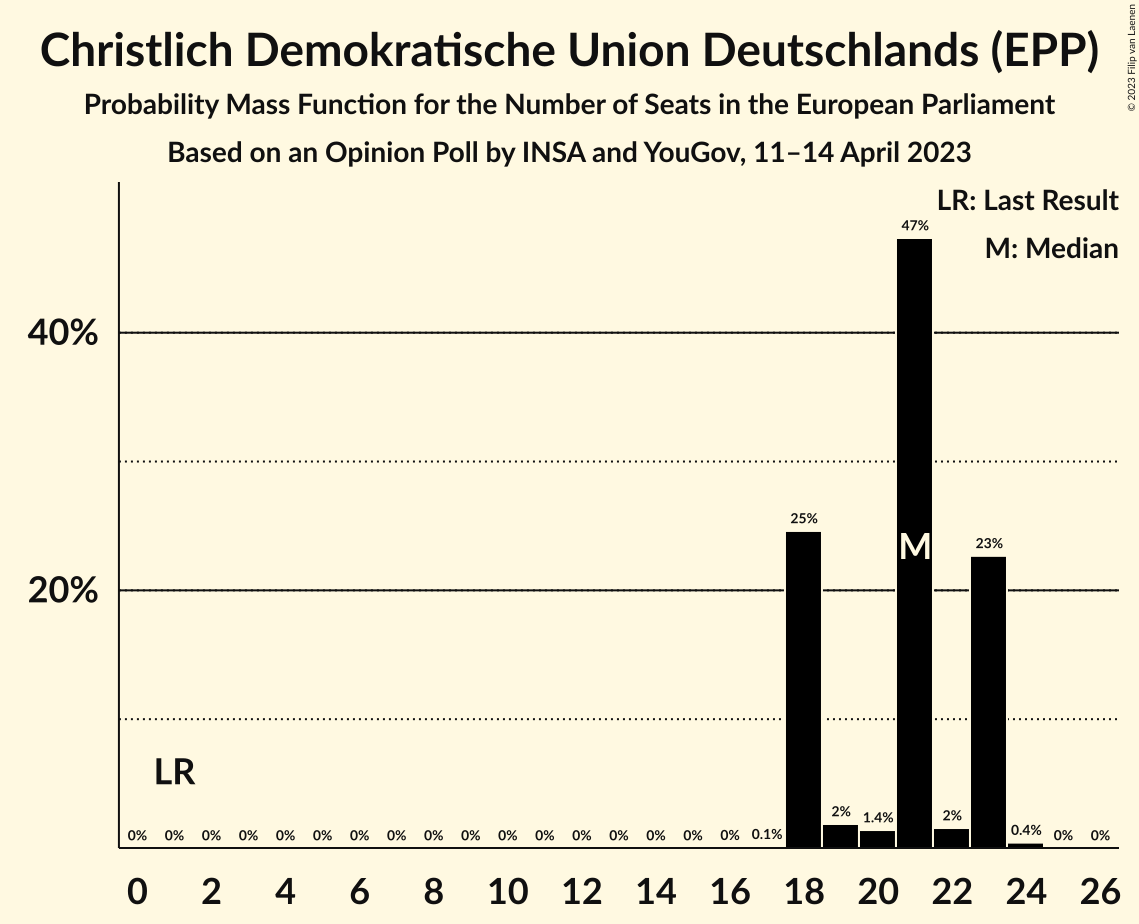 Christlich Demokratische Union Deutschlands (EPP)
Probability Mass Function for the Number of Seats in the European Parliament
Based on an Opinion Poll by INSA and YouGov, 11–14 April 2023
© 2023 Filip van Laenen
LR: Last Result
M: Median
47%
40%
25%
M
23%
20%
LR
0% 0% 0% 0% 0% 0% 0% 0% 0% 0% 0% 0% 0% 0% 0% 0% 0% 0.1% 2% 1.4% 2% 0.4% 0% 0%
0 2 4 6 8 10 12 14 16 18 20 22 24 26